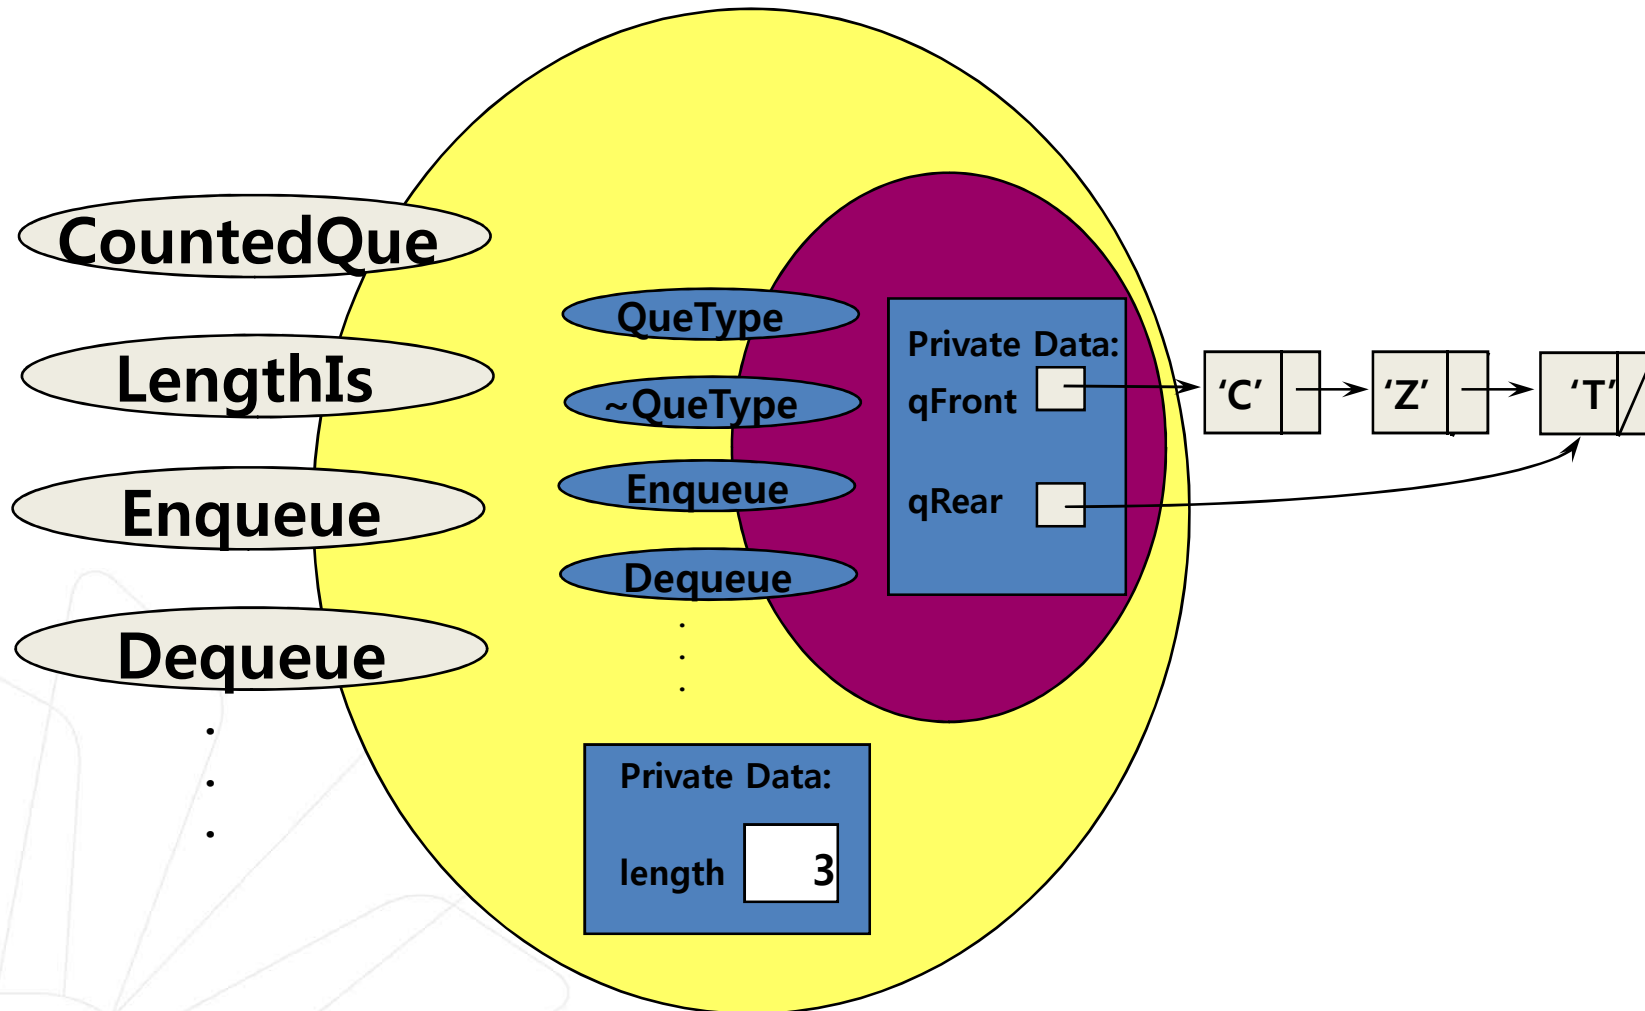 CountedQue
LengthIs
Enqueue
Dequeue
.
.
.
QueType
~QueType
Enqueue
Dequeue
.
.
.
Private Data:
qFront
qRear
‘C’
‘Z’
‘T’
Private Data:
length 3